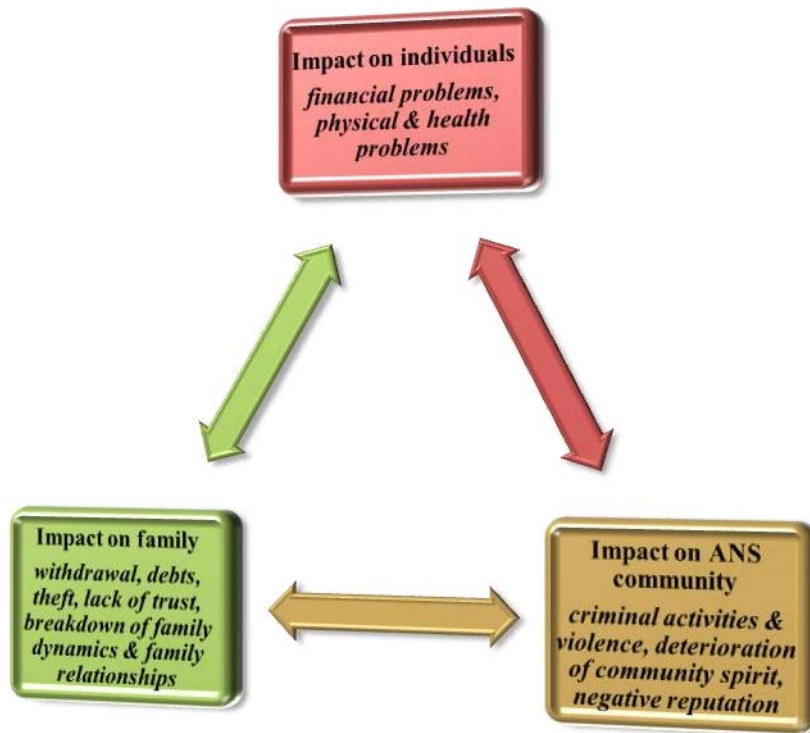 Impact on individuals
financial problems,
physical & health
problems
Impact on family
withdrawal, debts,
theft, lack of trust,
breakdown of family
dynamics & family
relationships
Impact on ANS
community
criminal activities &
violence, deterioration
of community spirit,
negative reputation